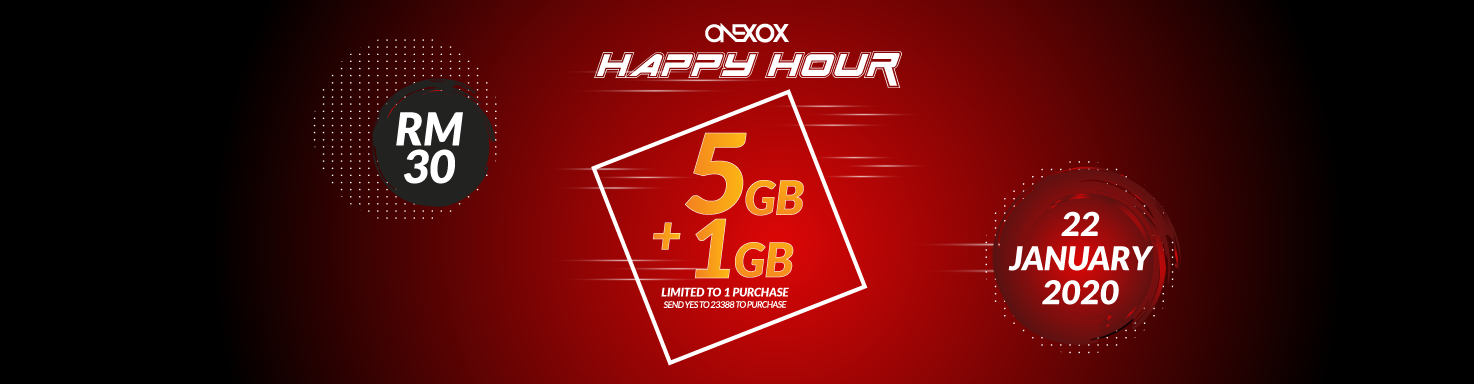 ONEXOX
HAPPY HOUR
RM
30
5GB
+1GB
LIMITED TO 1 PURCHASE
SEND YES TO 23388 TO PURCHASE
22
JANUARY
2020